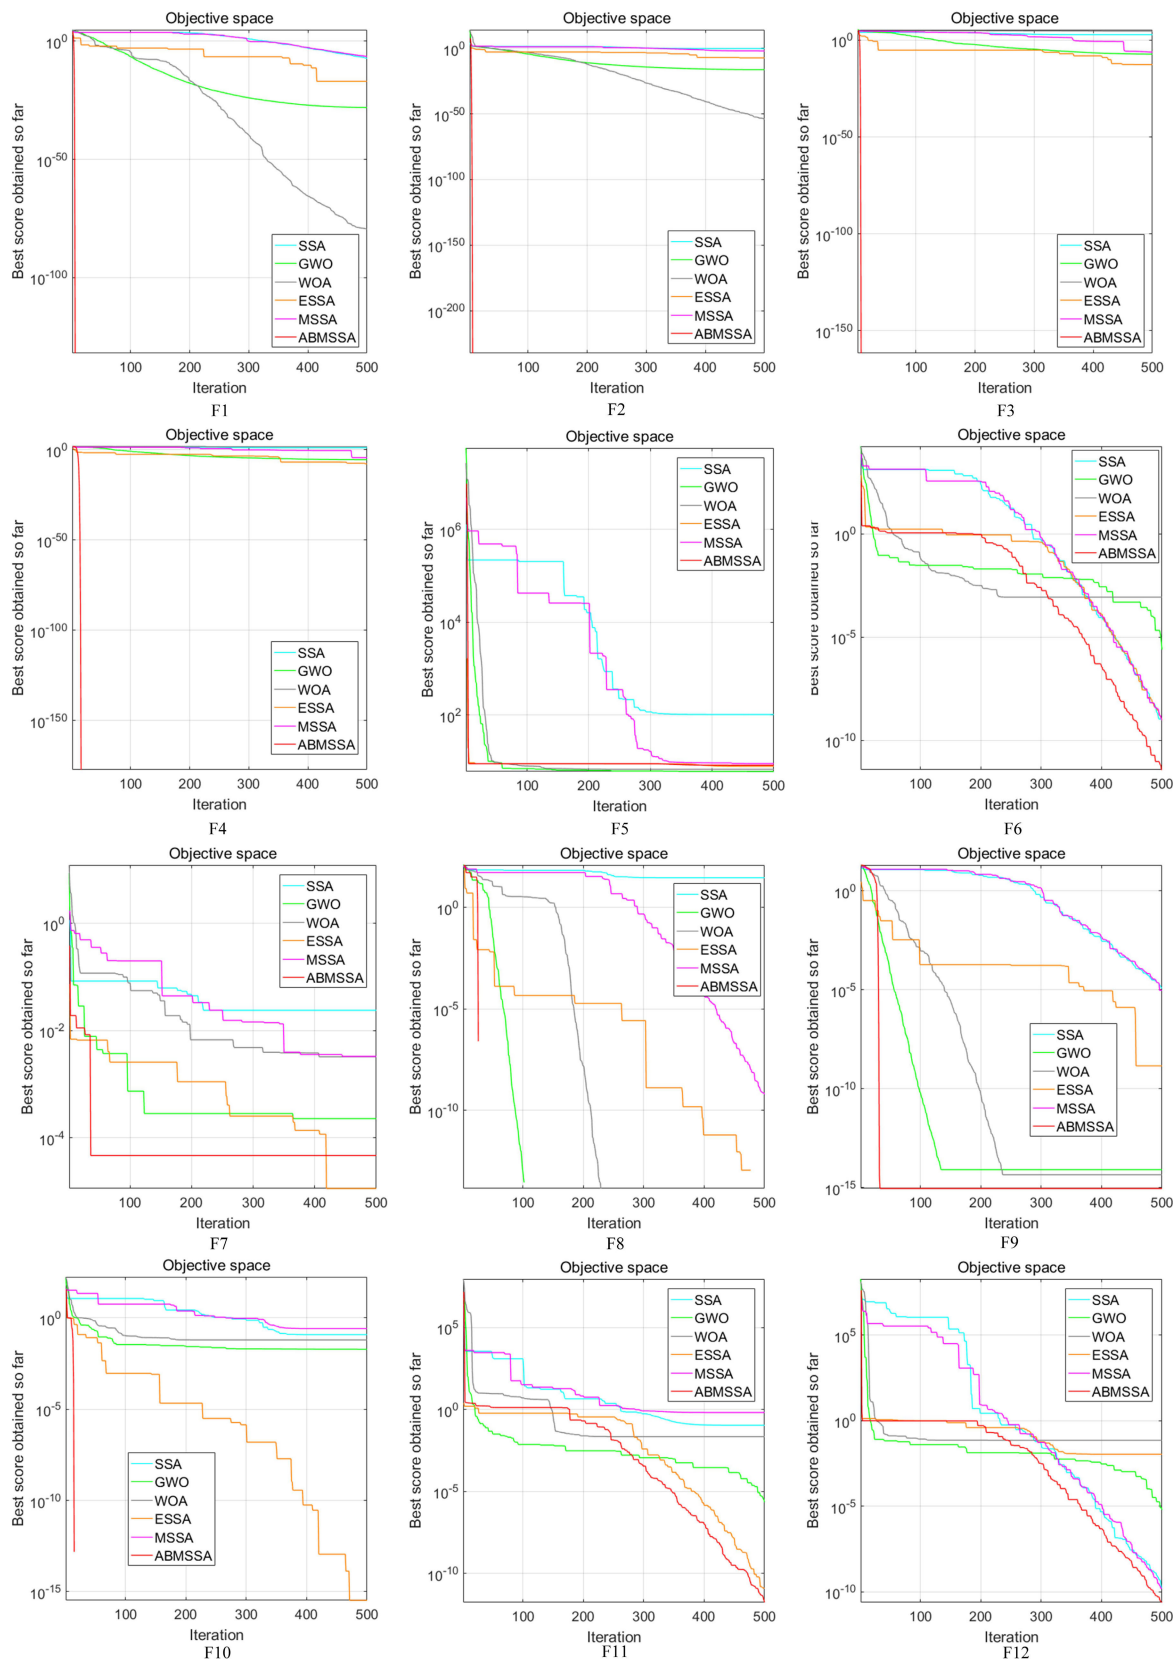 Objective space
Best score obtained so far
10^0
10^-50
10^-100
SSA
GWO
WOA
ESSA
MSSA
ABMSSA
100 200 300 400 500
Iteration
F1
Objective space
Best score obtained so far
10^0
10^-50
10^-100
10^-150
10^-200
SSA
GWO
WOA
ESSA
MSSA
ABMSSA
100 200 300 400 500
Iteration
F2
Objective space
Best score obtained so far
10^0
10^-50
10^-100
10^-150
SSA
GWO
WOA
ESSA
MSSA
ABMSSA
100 200 300 400 500
Iteration
F3
Objective space
Best score obtained so far
10^0
10^-50
10^-100
10^-150
SSA
GWO
WOA
ESSA
MSSA
ABMSSA
100 200 300 400 500
Iteration
F4
Objective space
Best score obtained so far
10^6
10^4
10^2
SSA
GWO
WOA
ESSA
MSSA
ABMSSA
100 200 300 400 500
Iteration
F5
Objective space
Best score obtained so far
10^0
10^-5
10^-10
SSA
GWO
WOA
ESSA
MSSA
ABMSSA
100 200 300 400 500
Iteration
F6
Objective space
Best score obtained so far
10^0
10^-2
10^-4
SSA
GWO
WOA
ESSA
MSSA
ABMSSA
100 200 300 400 500
Iteration
F7
Objective space
Best score obtained so far
10^0
10^-5
10^-10
SSA
GWO
WOA
ESSA
MSSA
ABMSSA
100 200 300 400 500
Iteration
F8
Objective space
Best score obtained so far
10^0
10^-5
10^-10
10^-15
SSA
GWO
WOA
ESSA
MSSA
ABMSSA
100 200 300 400 500
Iteration
F9
Objective space
Best score obtained so far
10^0
10^-5
10^-10
10^-15
SSA
GWO
WOA
ESSA
MSSA
ABMSSA
100 200 300 400 500
Iteration
F10
Objective space
Best score obtained so far
10^5
10^0
10^-5
10^-10
SSA
GWO
WOA
ESSA
MSSA
ABMSSA
100 200 300 400 500
Iteration
F11
Objective space
Best score obtained so far
10^5
10^0
10^-5
10^-10
SSA
GWO
WOA
ESSA
MSSA
ABMSSA
100 200 300 400 500
Iteration
F12